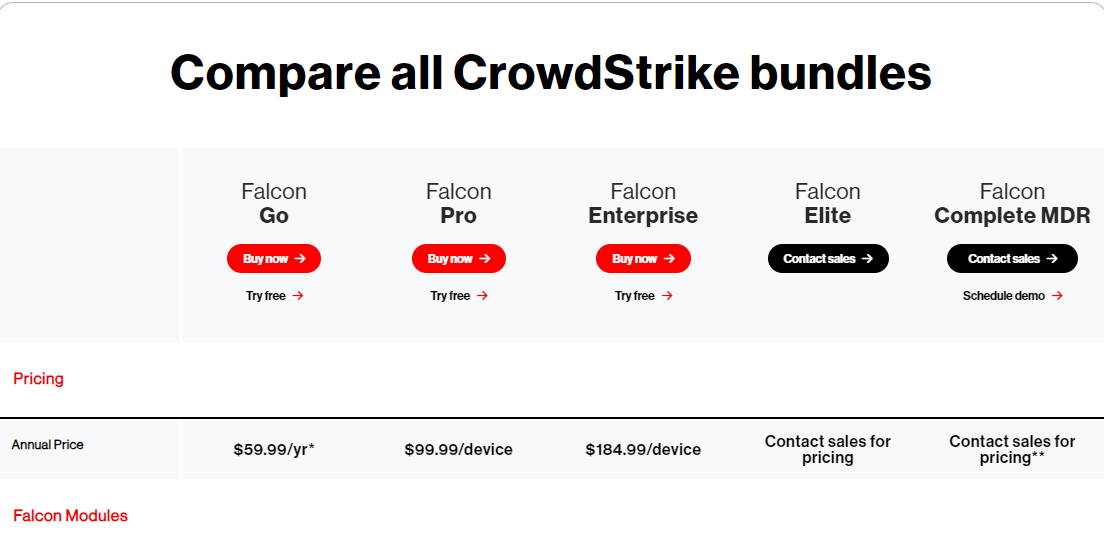 Compare all CrowdStrike bundles
Falcon
Go
Buy now →
Try free →
Falcon
Pro
Buy now →
Try free →
Falcon
Enterprise
Buy now →
Try free →
Falcon
Elite
Contact sales →
Falcon
Complete MDR
Contact sales →
Schedule demo →
Pricing
Annual Price
$59.99/yr*
$99.99/device
$184.99/device
Contact sales for
pricing
Contact sales for
pricing**
Falcon Modules